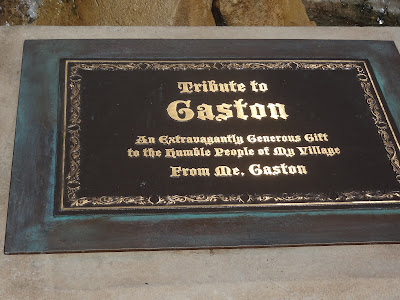 Tribute to
Gaston
An Extravagantly Generous Gift
to the Humble People of My Village
From Me, Gaston